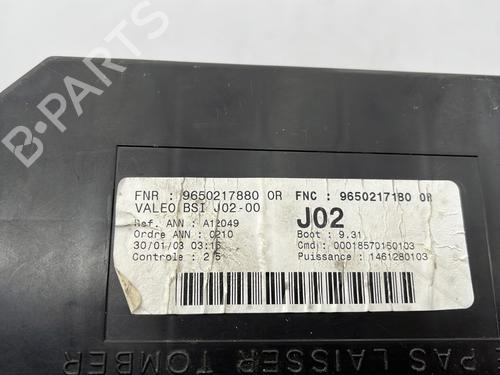 B-PARTS
FNR : 9650217880 OR FNC : 9650217180 OR
VALEO BSI J02-00
J02
Ref. ANN : A12049
Ordre ANN : 0210 Boot : 9.31
30/01/03 03:16 Cmd : 00018570150103
Controle : 2/5 Puissance : 1461280103
PAS LAISSER TOMBER